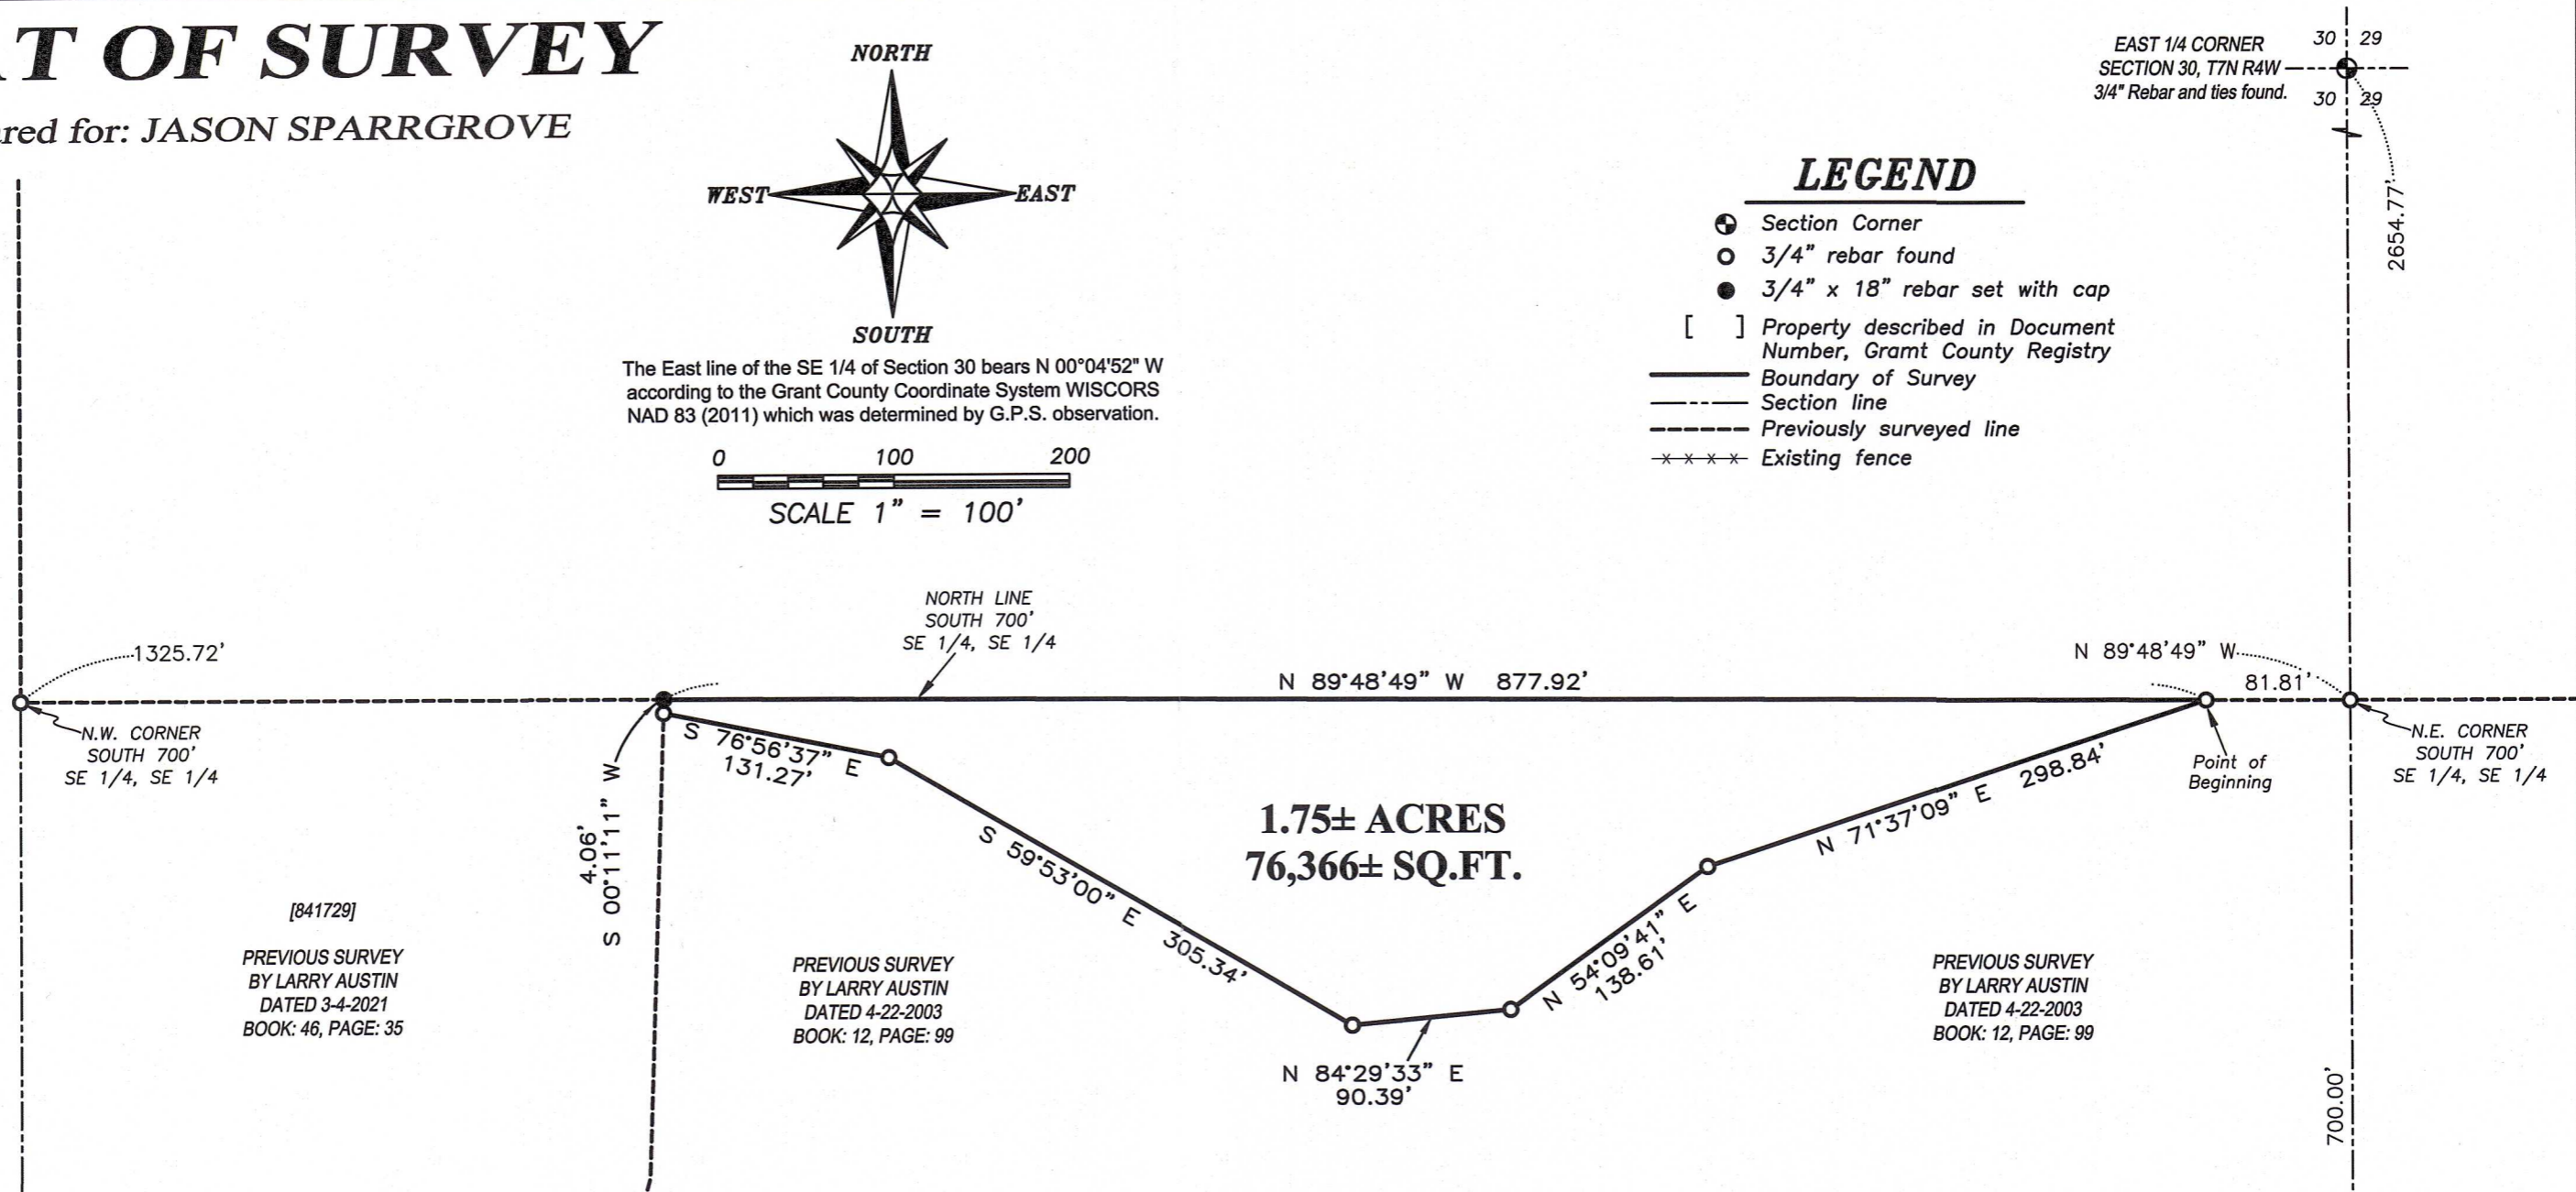 T OF SURVEY
red for: JASON SPARRGROVE
NORTH
WEST
EAST
SOUTH
The East line of the SE 1/4 of Section 30 bears N 00°04'52" W
according to the Grant County Coordinate System WISCORS
NAD 83 (2011) which was determined by G.P.S. observation.
0 100 200
SCALE 1" = 100'
EAST 1/4 CORNER
SECTION 30, T7N R4W
3/4" Rebar and ties found.
30 29
30 29
2654.77'
LEGEND
Section Corner
3/4" rebar found
3/4" x 18" rebar set with cap
[ ] Property described in Document
Number, Gramt County Registry
Boundary of Survey
Section line
Previously surveyed line
x x x x Existing fence
1325.72'
NORTH LINE
SOUTH 700'
SE 1/4, SE 1/4
N 89°48'49" W 877.92'
N 89°48'49" W
81.81'
N.W. CORNER
SOUTH 700'
SE 1/4, SE 1/4
S 76°56'37" E
131.27'
4.06'
S 00°11'11" W
S 59°53'00" E 305.34'
1.75± ACRES
76,366± SQ.FT.
N 84°29'33" E
90.39'
N 54°09'41" E
138.61'
N 71°37'09" E 298.84'
Point of
Beginning
N.E. CORNER
SOUTH 700'
SE 1/4, SE 1/4
[841729]
PREVIOUS SURVEY
BY LARRY AUSTIN
DATED 3-4-2021
BOOK: 46, PAGE: 35
PREVIOUS SURVEY
BY LARRY AUSTIN
DATED 4-22-2003
BOOK: 12, PAGE: 99
PREVIOUS SURVEY
BY LARRY AUSTIN
DATED 4-22-2003
BOOK: 12, PAGE: 99
700.00'